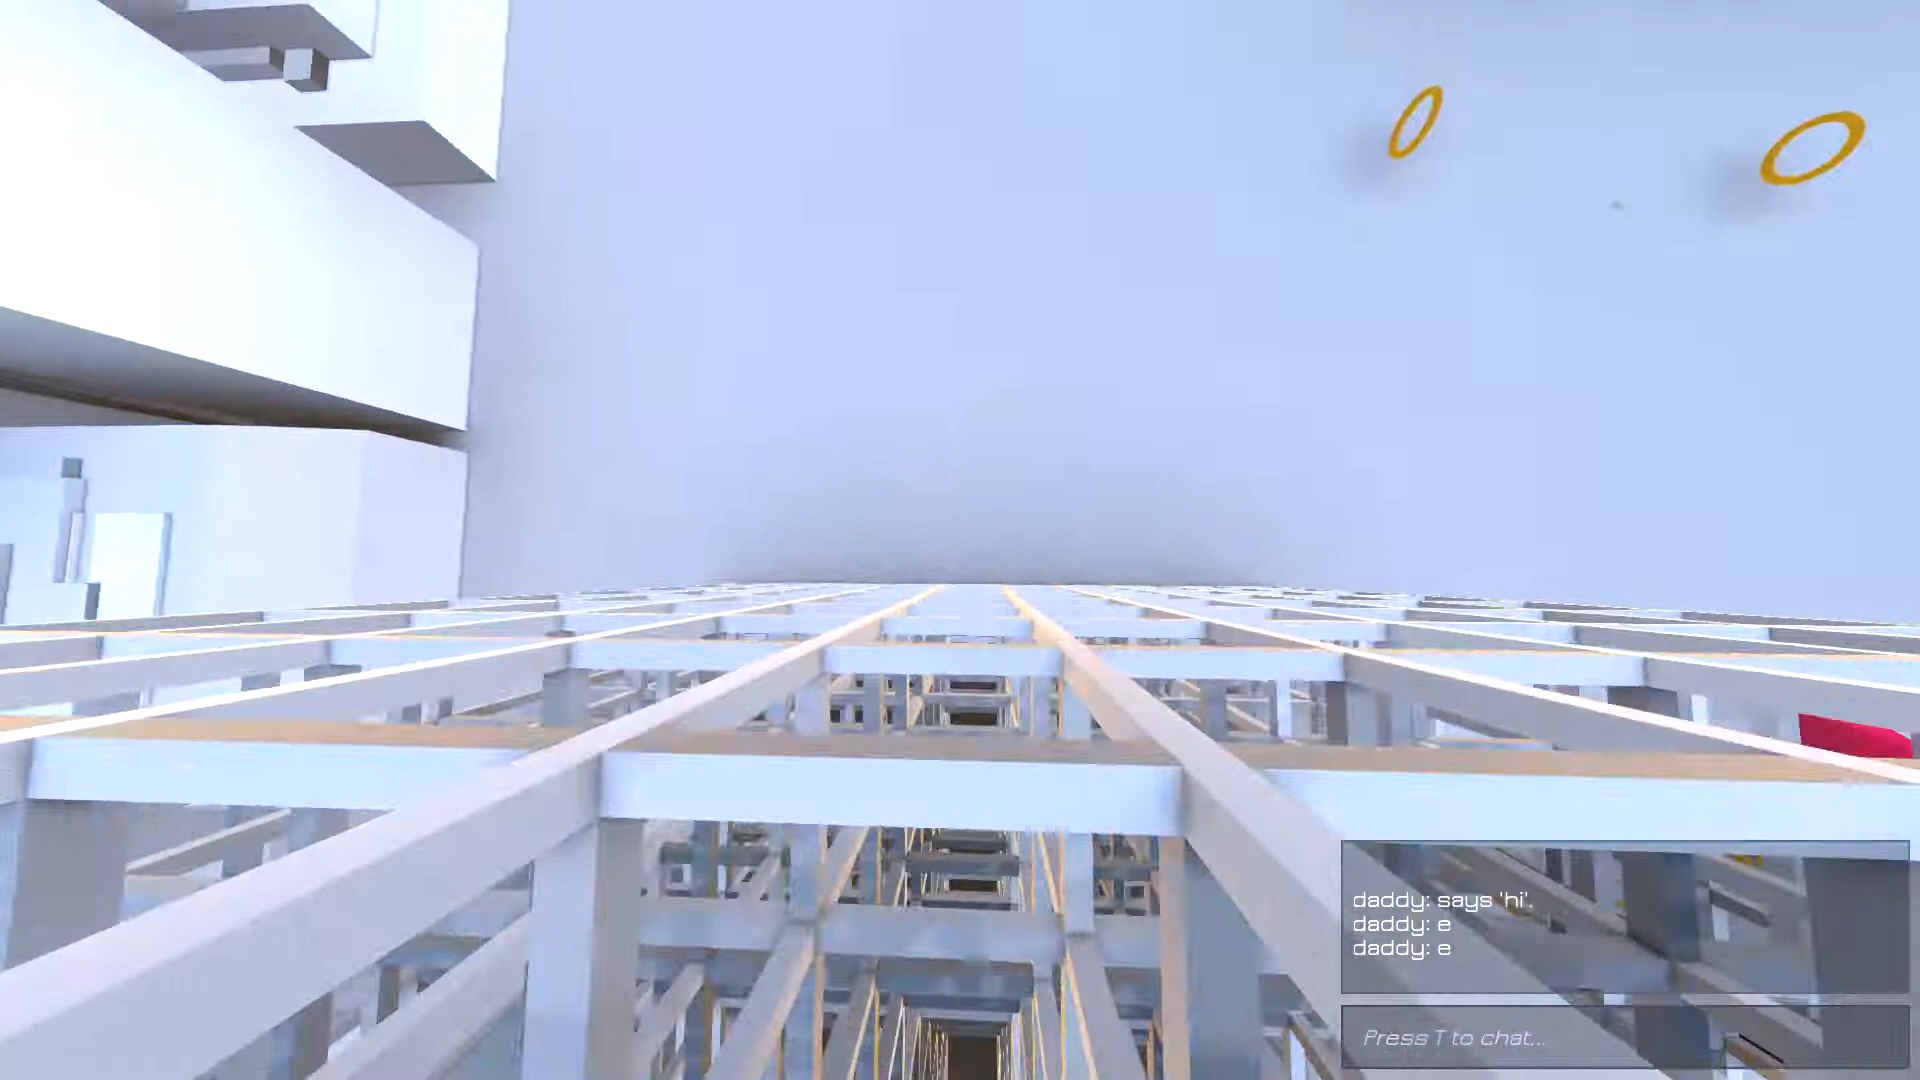 daddy: says 'hi'.
daddy: e
daddy: e
Press T to chat...